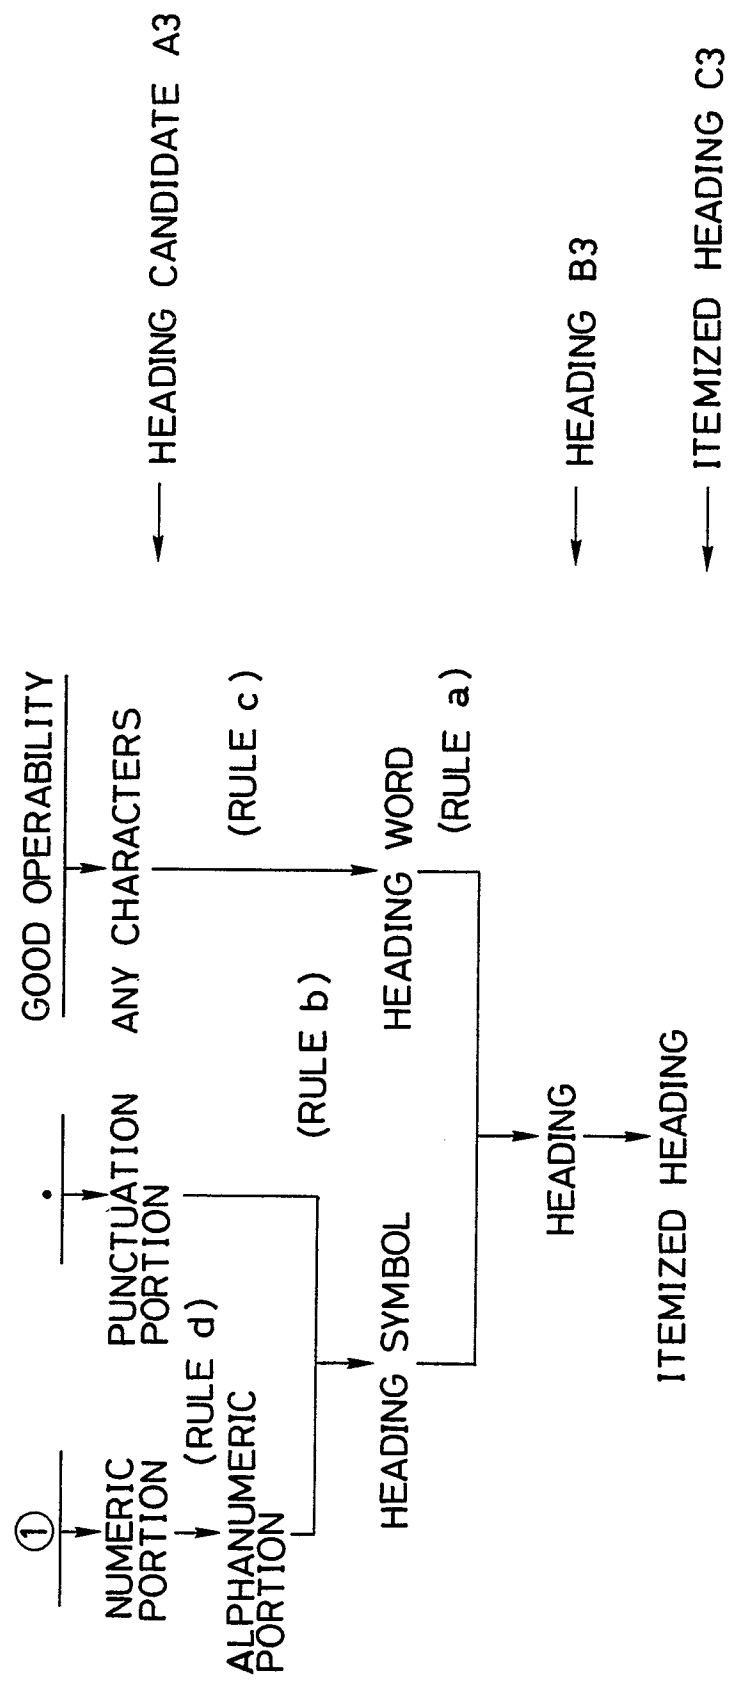 ① • GOOD OPERABILITY
NUMERIC PORTION
PUNCTUATION PORTION
ANY CHARACTERS
← HEADING CANDIDATE A3
(RULE d)
ALPHANUMERIC PORTION
(RULE b)
(RULE c)
HEADING SYMBOL
HEADING WORD
(RULE a)
HEADING
← HEADING B3
ITEMIZED HEADING
← ITEMIZED HEADING C3